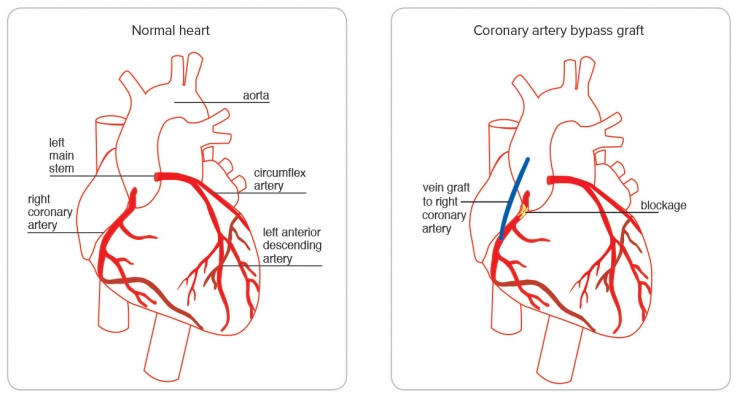 Normal heart
aorta
left
main
stem
circumflex
artery
right
coronary
artery
left anterior
descending
artery
Coronary artery bypass graft
vein graft
to right
coronary
artery
blockage